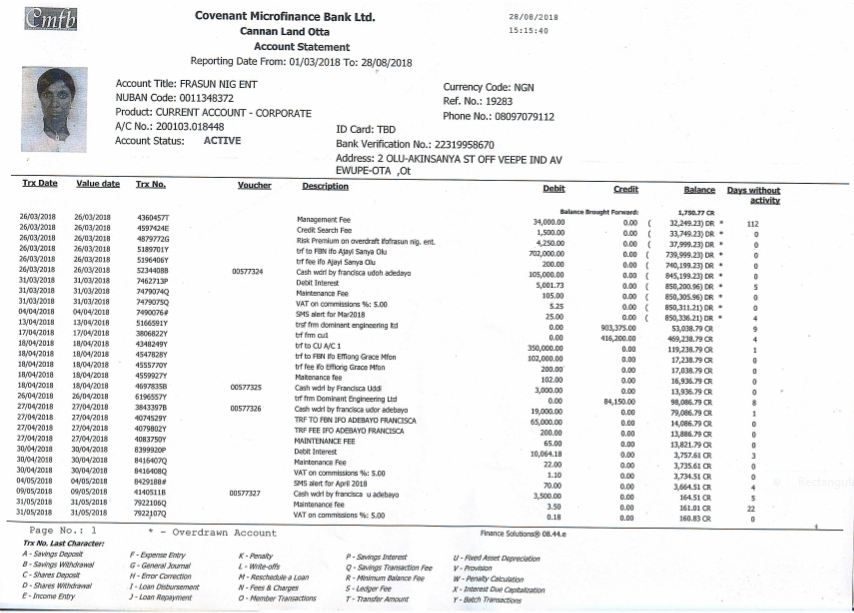 Cmfb
Covenant Microfinance Bank Ltd.
28/08/2018
Cannan Land Otta
15:15:40
Account Statement
Reporting Date From: 01/03/2018 To: 28/08/2018
Account Title: FRASUN NIG ENT
Currency Code: NGN
NUBAN Code: 0011348372
Ref. No.: 19283
Product: CURRENT ACCOUNT - CORPORATE
Phone No.: 08097079112
A/C No.: 200103.018448
ID Card: TBD
Account Status: ACTIVE
Bank Verification No.: 22319958670
Address: 2 OLU-AKINSANYA ST OFF VEEPE IND AV
EWUPE-OTA ,Ot
Trx Date Value date Trx No. Voucher Description Debit Credit Balance Days without activity
Balance Brought Forward: 1,750.77 CR
26/03/2018 26/03/2018 4360457T Management Fee 34,000.00 0.00 ( 32,249.23) DR * 112
26/03/2018 26/03/2018 4597424E Credit Search Fee 1,500.00 0.00 ( 33,749.23) DR * 0
26/03/2018 26/03/2018 4879772G Risk Premium on overdraft ifofrasun nig. ent. 4,250.00 0.00 ( 37,999.23) DR * 0
26/03/2018 26/03/2018 5189701Y trf to FBN ifo Ajayi Sanya Olu 702,000.00 0.00 ( 739,999.23) DR * 0
26/03/2018 26/03/2018 5196406Y trf fee ifo Ajayi Sanya Olu 200.00 0.00 ( 740,199.23) DR * 0
26/03/2018 26/03/2018 5234408B 00577324 Cash wdrl by francisca udoh adedayo 105,000.00 0.00 ( 845,199.23) DR * 0
31/03/2018 31/03/2018 7462713P Debit Interest 5,001.73 0.00 ( 850,200.96) DR * 5
31/03/2018 31/03/2018 7479074Q Maintenance Fee 105.00 0.00 ( 850,305.96) DR * 0
31/03/2018 31/03/2018 7479075Q VAT on commissions %: 5.00 5.25 0.00 ( 850,311.21) DR * 0
04/04/2018 04/04/2018 7490076# SMS alert for Mar2018 25.00 0.00 ( 850,336.21) DR * 4
13/04/2018 13/04/2018 5166591Y trsf frm dominant engineering ltd 0.00 903,375.00 53,038.79 CR 9
17/04/2018 17/04/2018 3806822Y trf frm cu1 0.00 416,200.00 469,238.79 CR 4
18/04/2018 18/04/2018 4348249Y trf to CU A/C 1 350,000.00 0.00 119,238.79 CR 1
18/04/2018 18/04/2018 4547828Y trf to FBN ifo Effiong Grace Mfon 102,000.00 0.00 17,238.79 CR 0
18/04/2018 18/04/2018 4555770Y trf fee ifo Effiong Grace Mfon 200.00 0.00 17,038.79 CR 0
18/04/2018 18/04/2018 4559927Y Maitenance fee 102.00 0.00 16,936.79 CR 0
18/04/2018 18/04/2018 4697835B 00577325 Cash wdrl by Francisca Uddi 3,000.00 0.00 13,936.79 CR 0
26/04/2018 26/04/2018 6196557Y trf frm Dominant Engineering Ltd 0.00 84,150.00 98,086.79 CR 8
27/04/2018 27/04/2018 3843397B 00577326 Cash wdrl by francisca udor adebayo 19,000.00 0.00 79,086.79 CR 1
27/04/2018 27/04/2018 4074529Y TRF TO FBN IFO ADEBAYO FRANCISCA 65,000.00 0.00 14,086.79 CR 0
27/04/2018 27/04/2018 4079802Y TRF FEE IFO ADEBAYO FRANCISCA 200.00 0.00 13,886.79 CR 0
27/04/2018 27/04/2018 4083750Y MAINTENANCE FEE 65.00 0.00 13,821.79 CR 0
30/04/2018 30/04/2018 8399920P Debit Interest 10,064.18 0.00 3,757.61 CR 3
30/04/2018 30/04/2018 8416407Q Maintenance Fee 22.00 0.00 3,735.61 CR 0
30/04/2018 30/04/2018 8416408Q VAT on commissions %: 5.00 1.10 0.00 3,734.51 CR 0
04/05/2018 04/05/2018 8429188# SMS alert for April 2018 70.00 0.00 3,664.51 CR 4
09/05/2018 09/05/2018 4140511B 00577327 Cash wdrl by francisca u adebayo 3,500.00 0.00 164.51 CR 5
31/05/2018 31/05/2018 7922106Q Maintenance fee 3.50 0.00 161.01 CR 22
31/05/2018 31/05/2018 7922107Q VAT on commissions %: 5.00 0.18 0.00 160.83 CR 0
Page No.: 1 * - Overdrawn Account Finance Solutions® 08.44.e
Trx No. Last Character:
A - Savings Deposit F - Expense Entry K - Penalty P - Savings Interest U - Fixed Asset Depreciation
B - Savings Withdrawal G - General Journal L - Write-offs Q - Savings Transaction Fee V - Provision
C - Shares Deposit H - Error Correction M - Reschedule a Loan R - Minimum Balance Fee W - Penalty Calculation
D - Shares Withdrawal I - Loan Disbursement N - Fees & Charges S - Ledger Fee X - Interest Due Capitalization
E - Income Entry J - Loan Repayment O - Member Transactions T - Transfer Amount Y - Batch Transactions